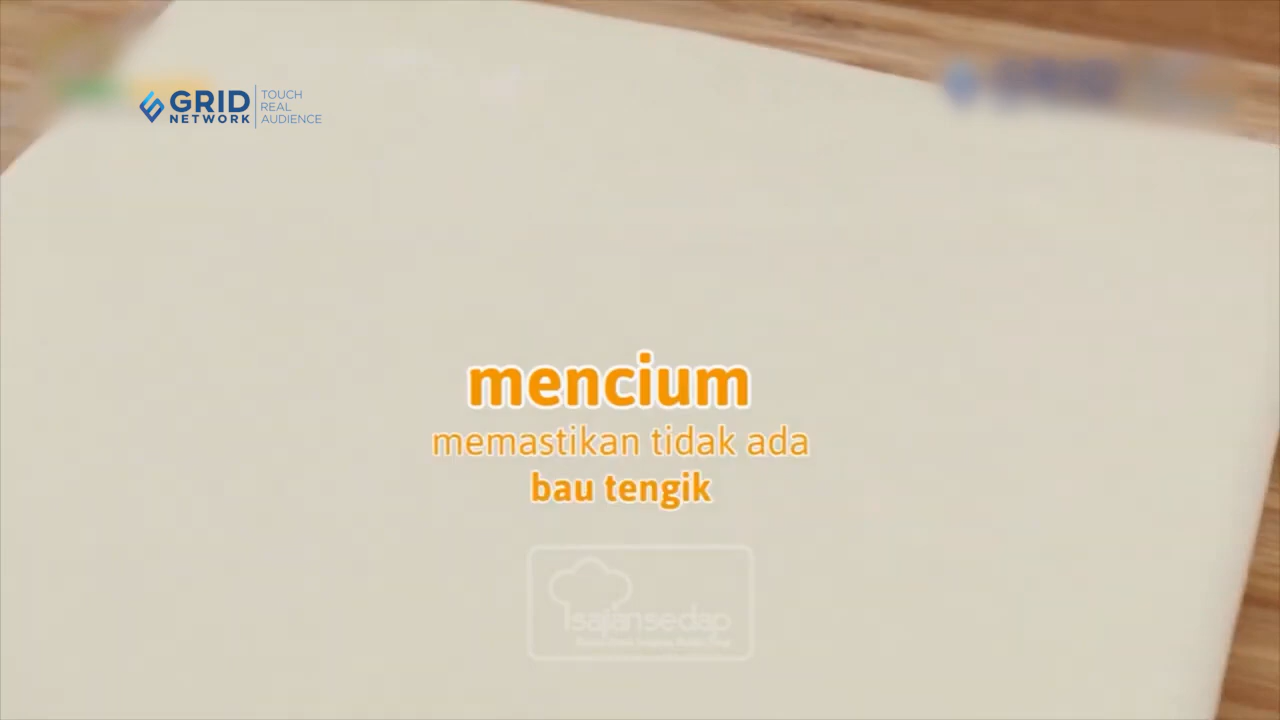 GRID
NETWORK
TOUCH
REAL
AUDIENCE
mencium
memastikan tidak ada
bau tengik
sajiansedap